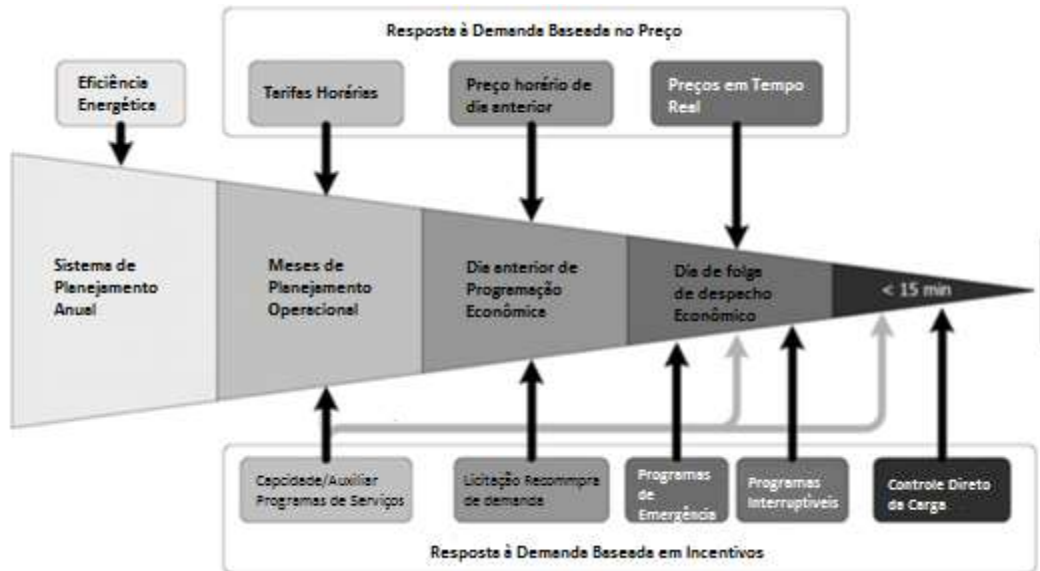 Resposta à Demanda Baseada no Preço
Eficiência
Energética
Tarifas Horárias
Preço horário de
dia anterior
Preços em Tempo
Real
Sistema de
Planejamento
Anual
Meses de
Planejamento
Operacional
Dia anterior de
Programação
Econômica
Dia de folga
de despacho
Econômico
< 15 min
Capcidade/Auxiliar
Programas de Serviços
Licitação Recommpra
de demanda
Programas
de
Emergência
Programas
Interruptíveis
Controle Direto
da Carga
Resposta à Demanda Baseada em Incentivos